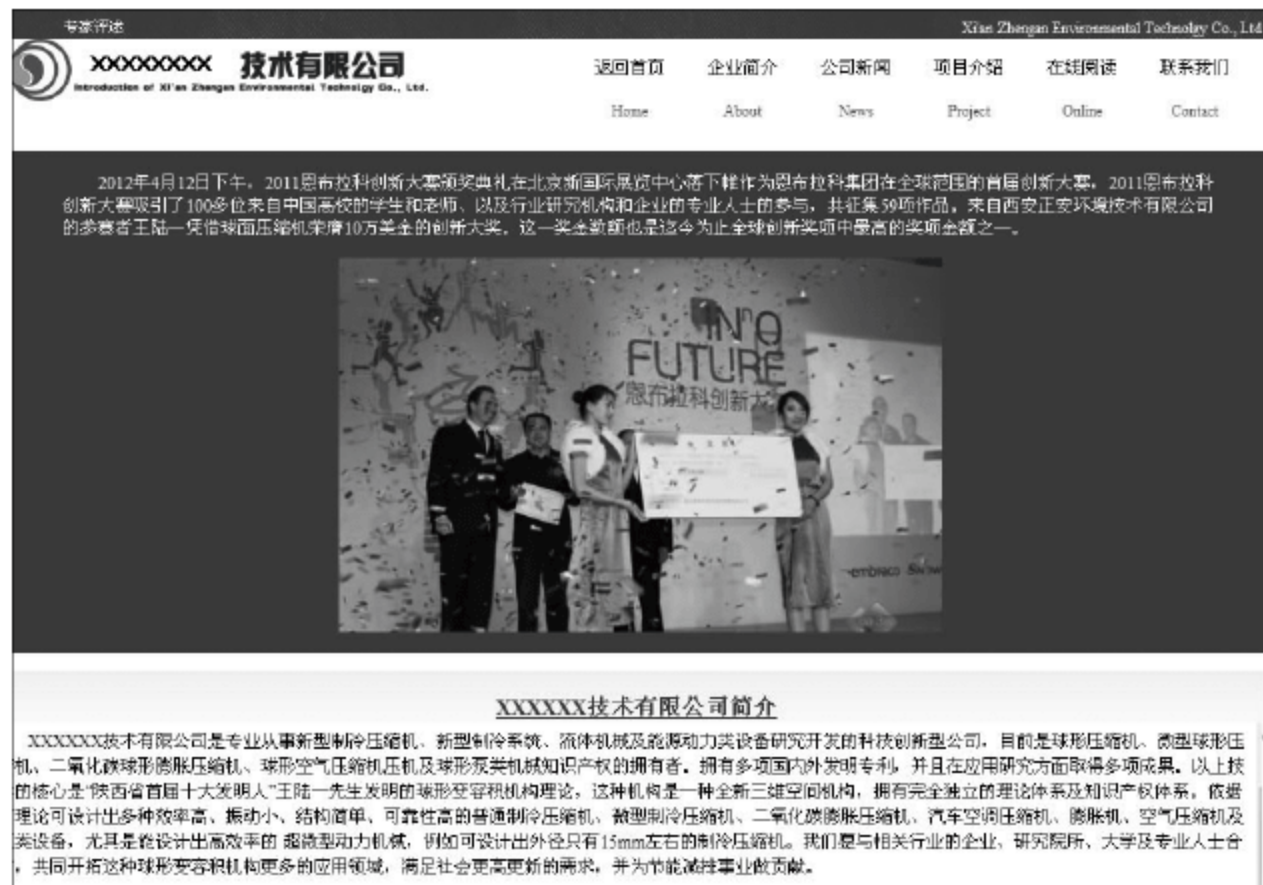 专家评述
Xi'an Zhengan Environmental Technolgy Co., Ltd
XXXXXXXXX 技术有限公司
Introduction of Xi'an Zhengan Environmental Technolgy Co., Ltd.
返回首页 企业简介 公司新闻 项目介绍 在线阅读 联系我们
Home About News Project Online Contact
2012年4月12日下午，2011恩布拉科创新大赛颁奖典礼在北京新国际展览中心落下帷作为恩布拉科集团在全球范围的首届创新大赛，2011恩布拉科
创新大赛吸引了100多位来自中国高校的学生和老师、以及行业研究机构和企业的专业人士的参与，共征集59项作品。来自西安正安环境技术有限公司
的参赛者王陆一凭借球面压缩机荣膺10万美金的创新大奖。这一奖金数额也是迄今为止全球创新奖项中最高的奖项金额之一。
INnO
FUTURE
恩布拉科创新大
embraco
XXXXXX技术有限公司简介
XXXXXX技术有限公司是专业从事新型制冷压缩机、新型制冷系统、流体机械及能源动力类设备研究开发的科技创新型公司，目前是球形压缩机、微型球形压
机、二氧化碳球形膨胀压缩机、球形空气压缩机压机及球形泵类机械知识产权的拥有者。拥有多项国内外发明专利，并且在应用研究方面取得多项成果。以上技
的核心是“陕西省首届十大发明人”王陆一先生发明的球形变容积机构理论，这种机构是一种全新三维空间机构，拥有完全独立的理论体系及知识产权体系。依据
理论可设计出多种效率高、振动小、结构简单、可靠性高的普通制冷压缩机、微型制冷压缩机、二氧化碳膨胀压缩机、汽车空调压缩机、膨胀机、空气压缩机及
类设备，尤其是能设计出高效率的 超微型动力机械，例如可设计出外径只有15mm左右的制冷压缩机。我们愿与相关行业的企业、研究院所、大学及专业人士合
，共同开拓这种球形变容积机构更多的应用领域，满足社会更高更新的需求，并为节能减排事业做贡献。